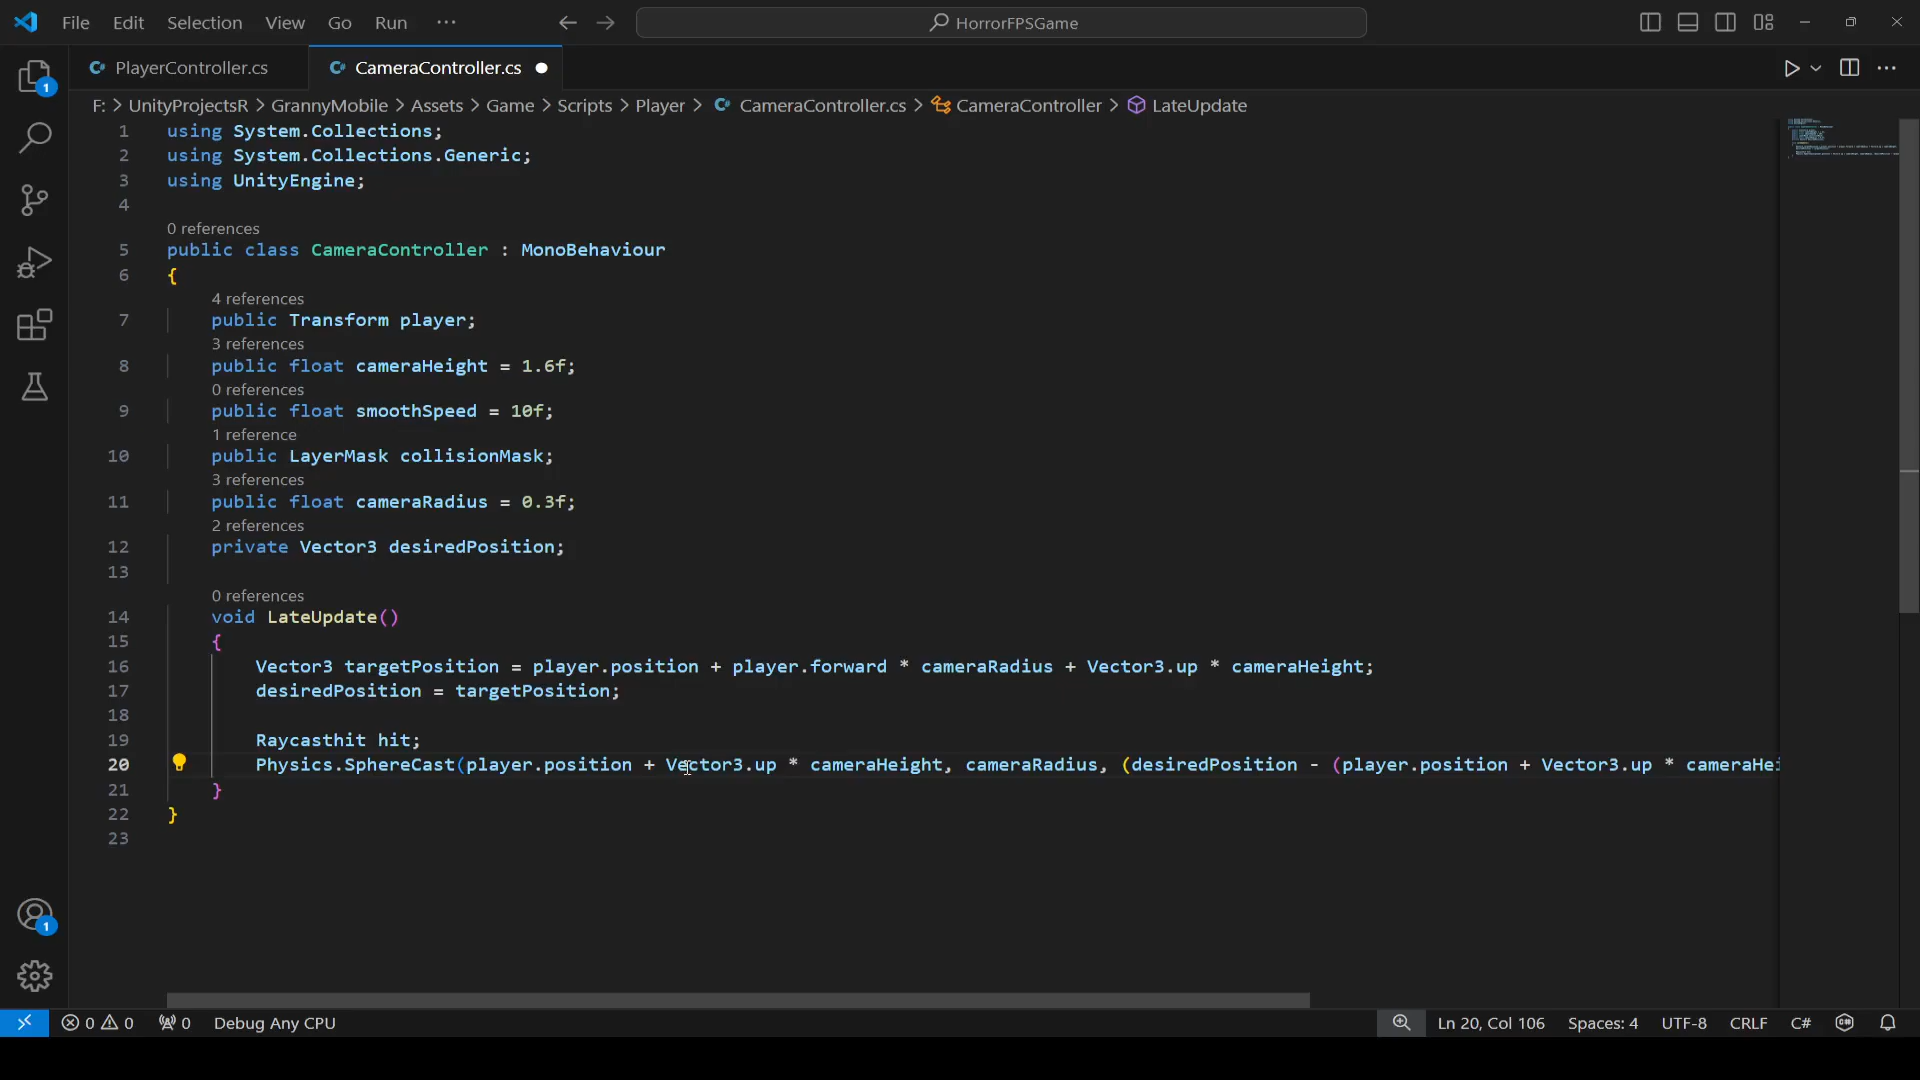 File Edit Selection View Go Run ··· HorrorFPSGame
PlayerController.cs CameraController.cs
F: > UnityProjectsR > GrannyMobile > Assets > Game > Scripts > Player > CameraController.cs > CameraController > LateUpdate
1 using System.Collections;
2 using System.Collections.Generic;
3 using UnityEngine;
4
0 references
5 public class CameraController : MonoBehaviour
6 {
4 references
7 public Transform player;
3 references
8 public float cameraHeight = 1.6f;
0 references
9 public float smoothSpeed = 10f;
1 reference
10 public LayerMask collisionMask;
3 references
11 public float cameraRadius = 0.3f;
2 references
12 private Vector3 desiredPosition;
13
0 references
14 void LateUpdate()
15 {
16 Vector3 targetPosition = player.position + player.forward * cameraRadius + Vector3.up * cameraHeight;
17 desiredPosition = targetPosition;
18
19 Raycasthit hit;
20 Physics.SphereCast(player.position + Vector3.up * cameraHeight, cameraRadius, (desiredPosition - (player.position + Vector3.up * cameraHei
21 }
22 }
23
1
1
0 0 0 Debug Any CPU Ln 20, Col 106 Spaces: 4 UTF-8 CRLF C#